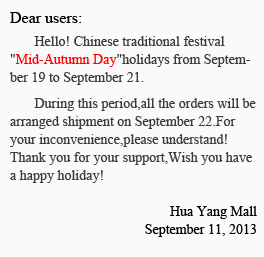 Dear users:
Hello! Chinese traditional festival
"Mid-Autumn Day"holidays from Septem-
ber 19 to September 21.
During this period,all the orders will be
arranged shipment on September 22.For
your inconvenience,please understand!
Thank you for your support,Wish you have
a happy holiday!
Hua Yang Mall
September 11, 2013